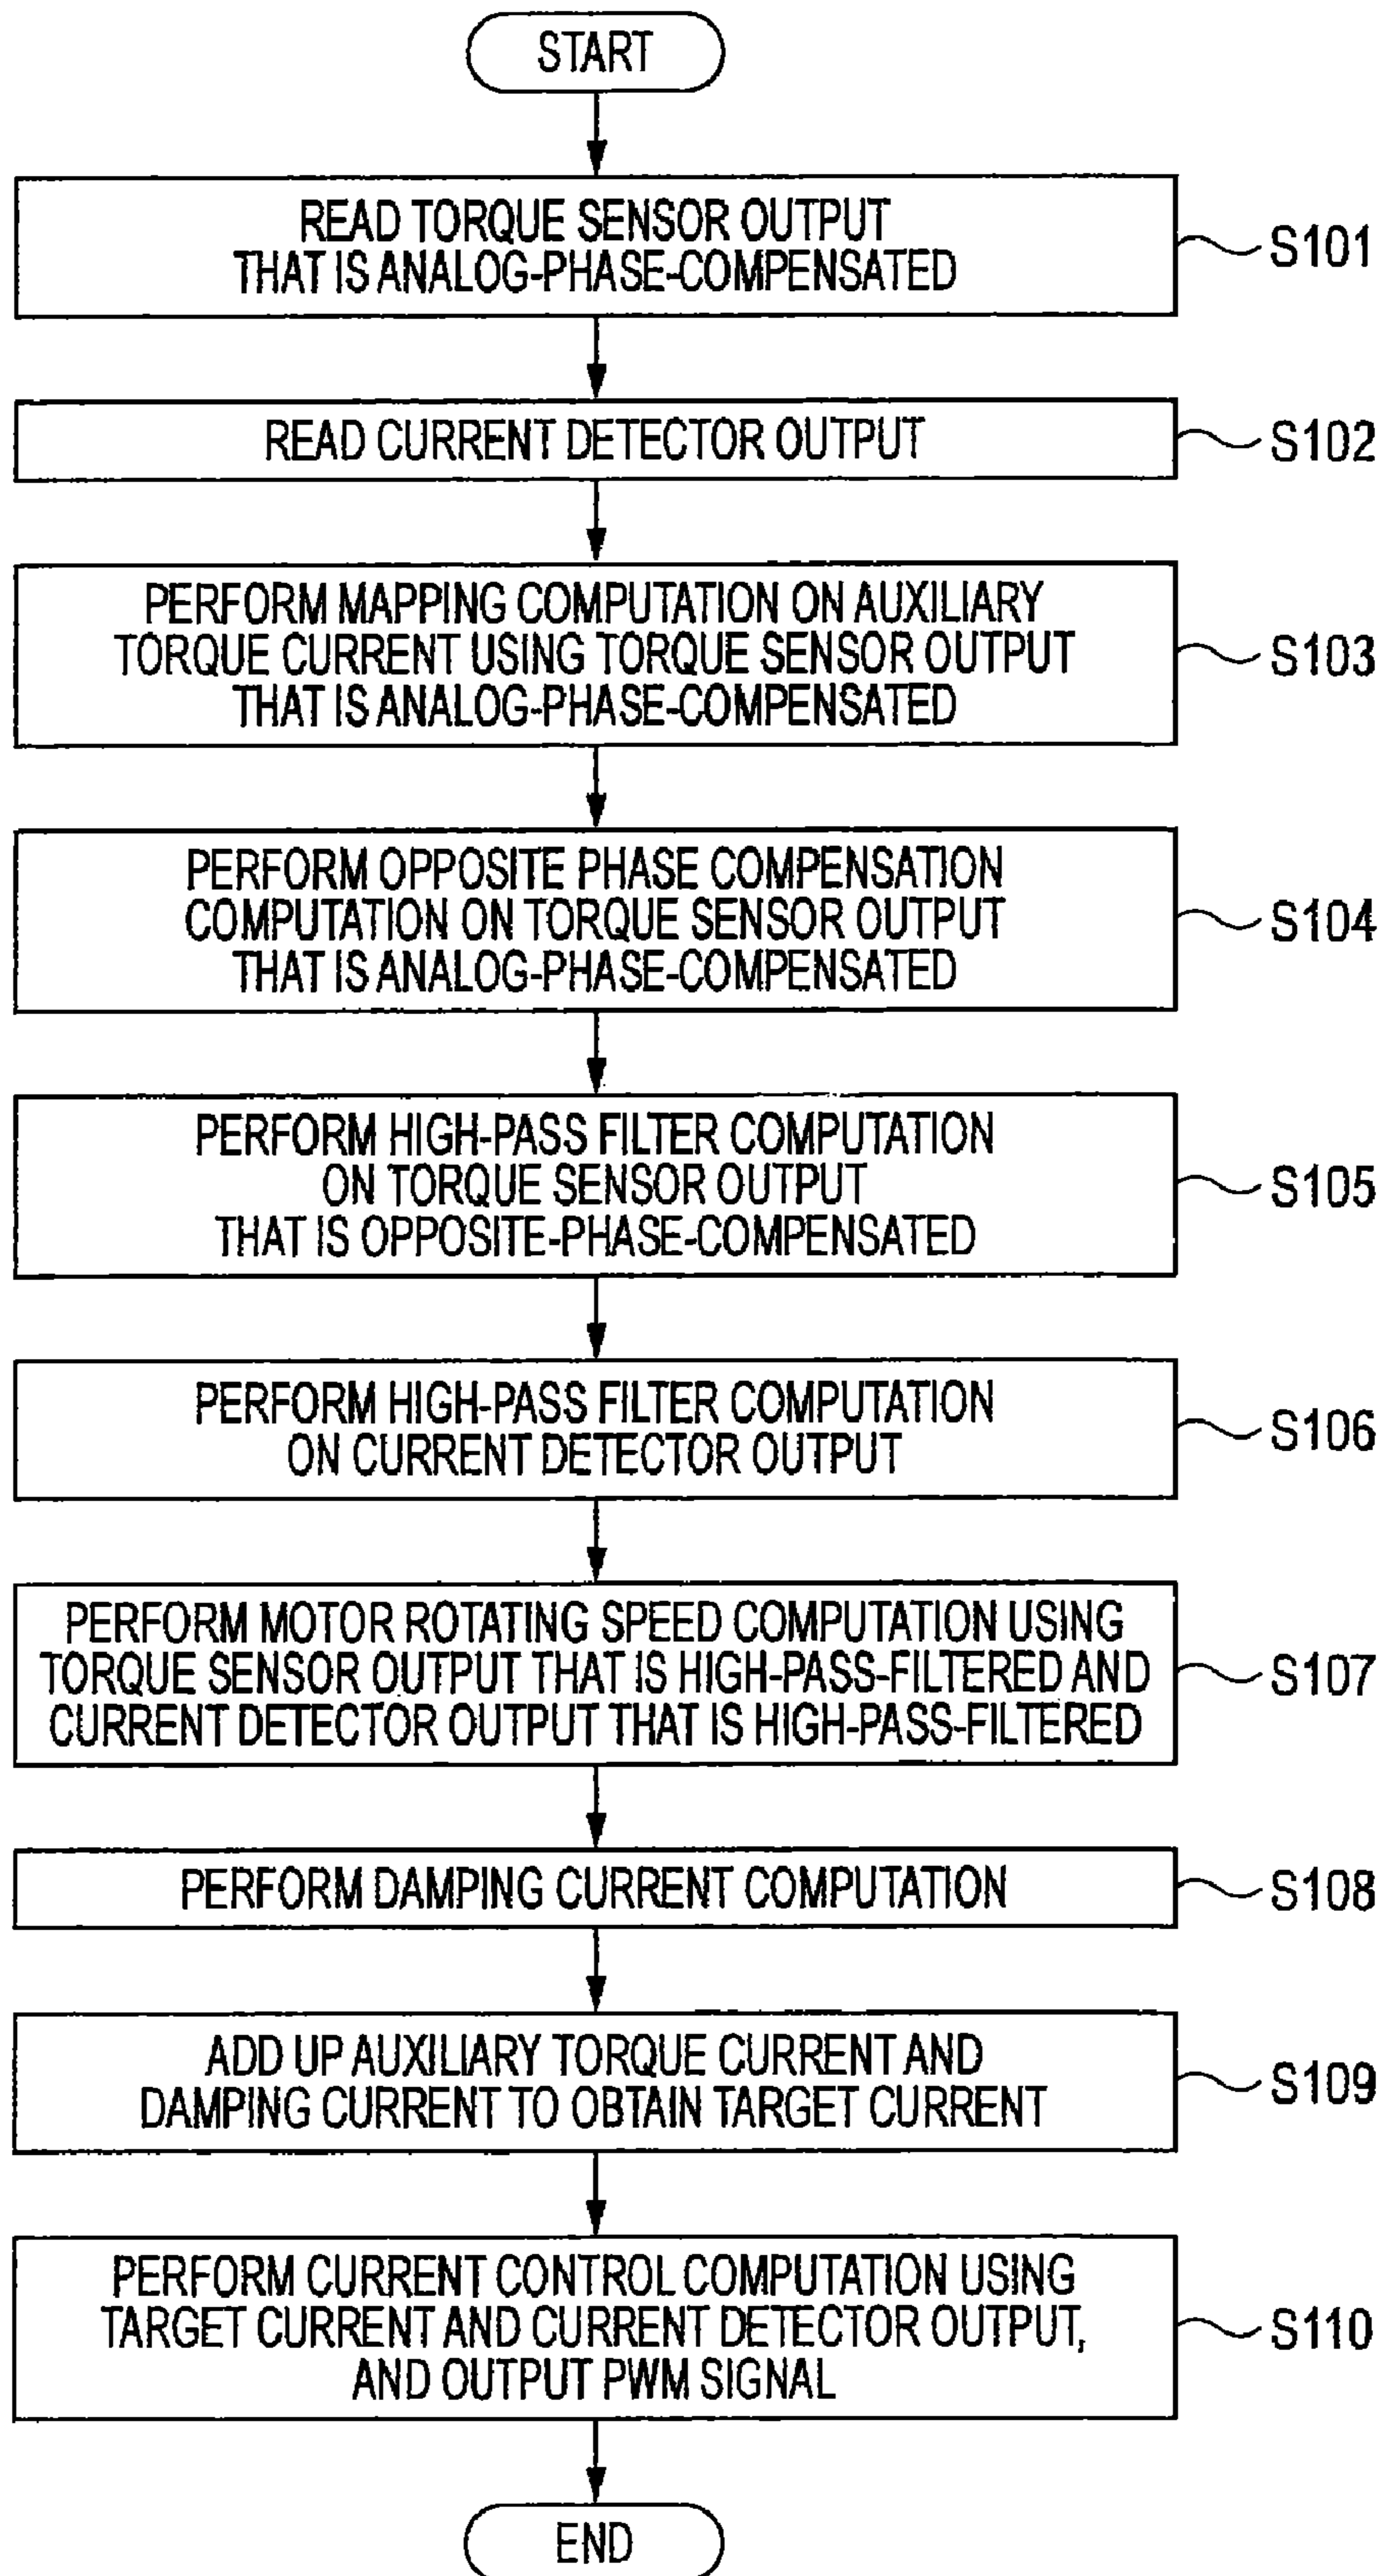 START
READ TORQUE SENSOR OUTPUT
THAT IS ANALOG-PHASE-COMPENSATED
S101
READ CURRENT DETECTOR OUTPUT
S102
PERFORM MAPPING COMPUTATION ON AUXILIARY
TORQUE CURRENT USING TORQUE SENSOR OUTPUT
THAT IS ANALOG-PHASE-COMPENSATED
S103
PERFORM OPPOSITE PHASE COMPENSATION
COMPUTATION ON TORQUE SENSOR OUTPUT
THAT IS ANALOG-PHASE-COMPENSATED
S104
PERFORM HIGH-PASS FILTER COMPUTATION
ON TORQUE SENSOR OUTPUT
THAT IS OPPOSITE-PHASE-COMPENSATED
S105
PERFORM HIGH-PASS FILTER COMPUTATION
ON CURRENT DETECTOR OUTPUT
S106
PERFORM MOTOR ROTATING SPEED COMPUTATION USING
TORQUE SENSOR OUTPUT THAT IS HIGH-PASS-FILTERED AND
CURRENT DETECTOR OUTPUT THAT IS HIGH-PASS-FILTERED
S107
PERFORM DAMPING CURRENT COMPUTATION
S108
ADD UP AUXILIARY TORQUE CURRENT AND
DAMPING CURRENT TO OBTAIN TARGET CURRENT
S109
PERFORM CURRENT CONTROL COMPUTATION USING
TARGET CURRENT AND CURRENT DETECTOR OUTPUT,
AND OUTPUT PWM SIGNAL
S110
END